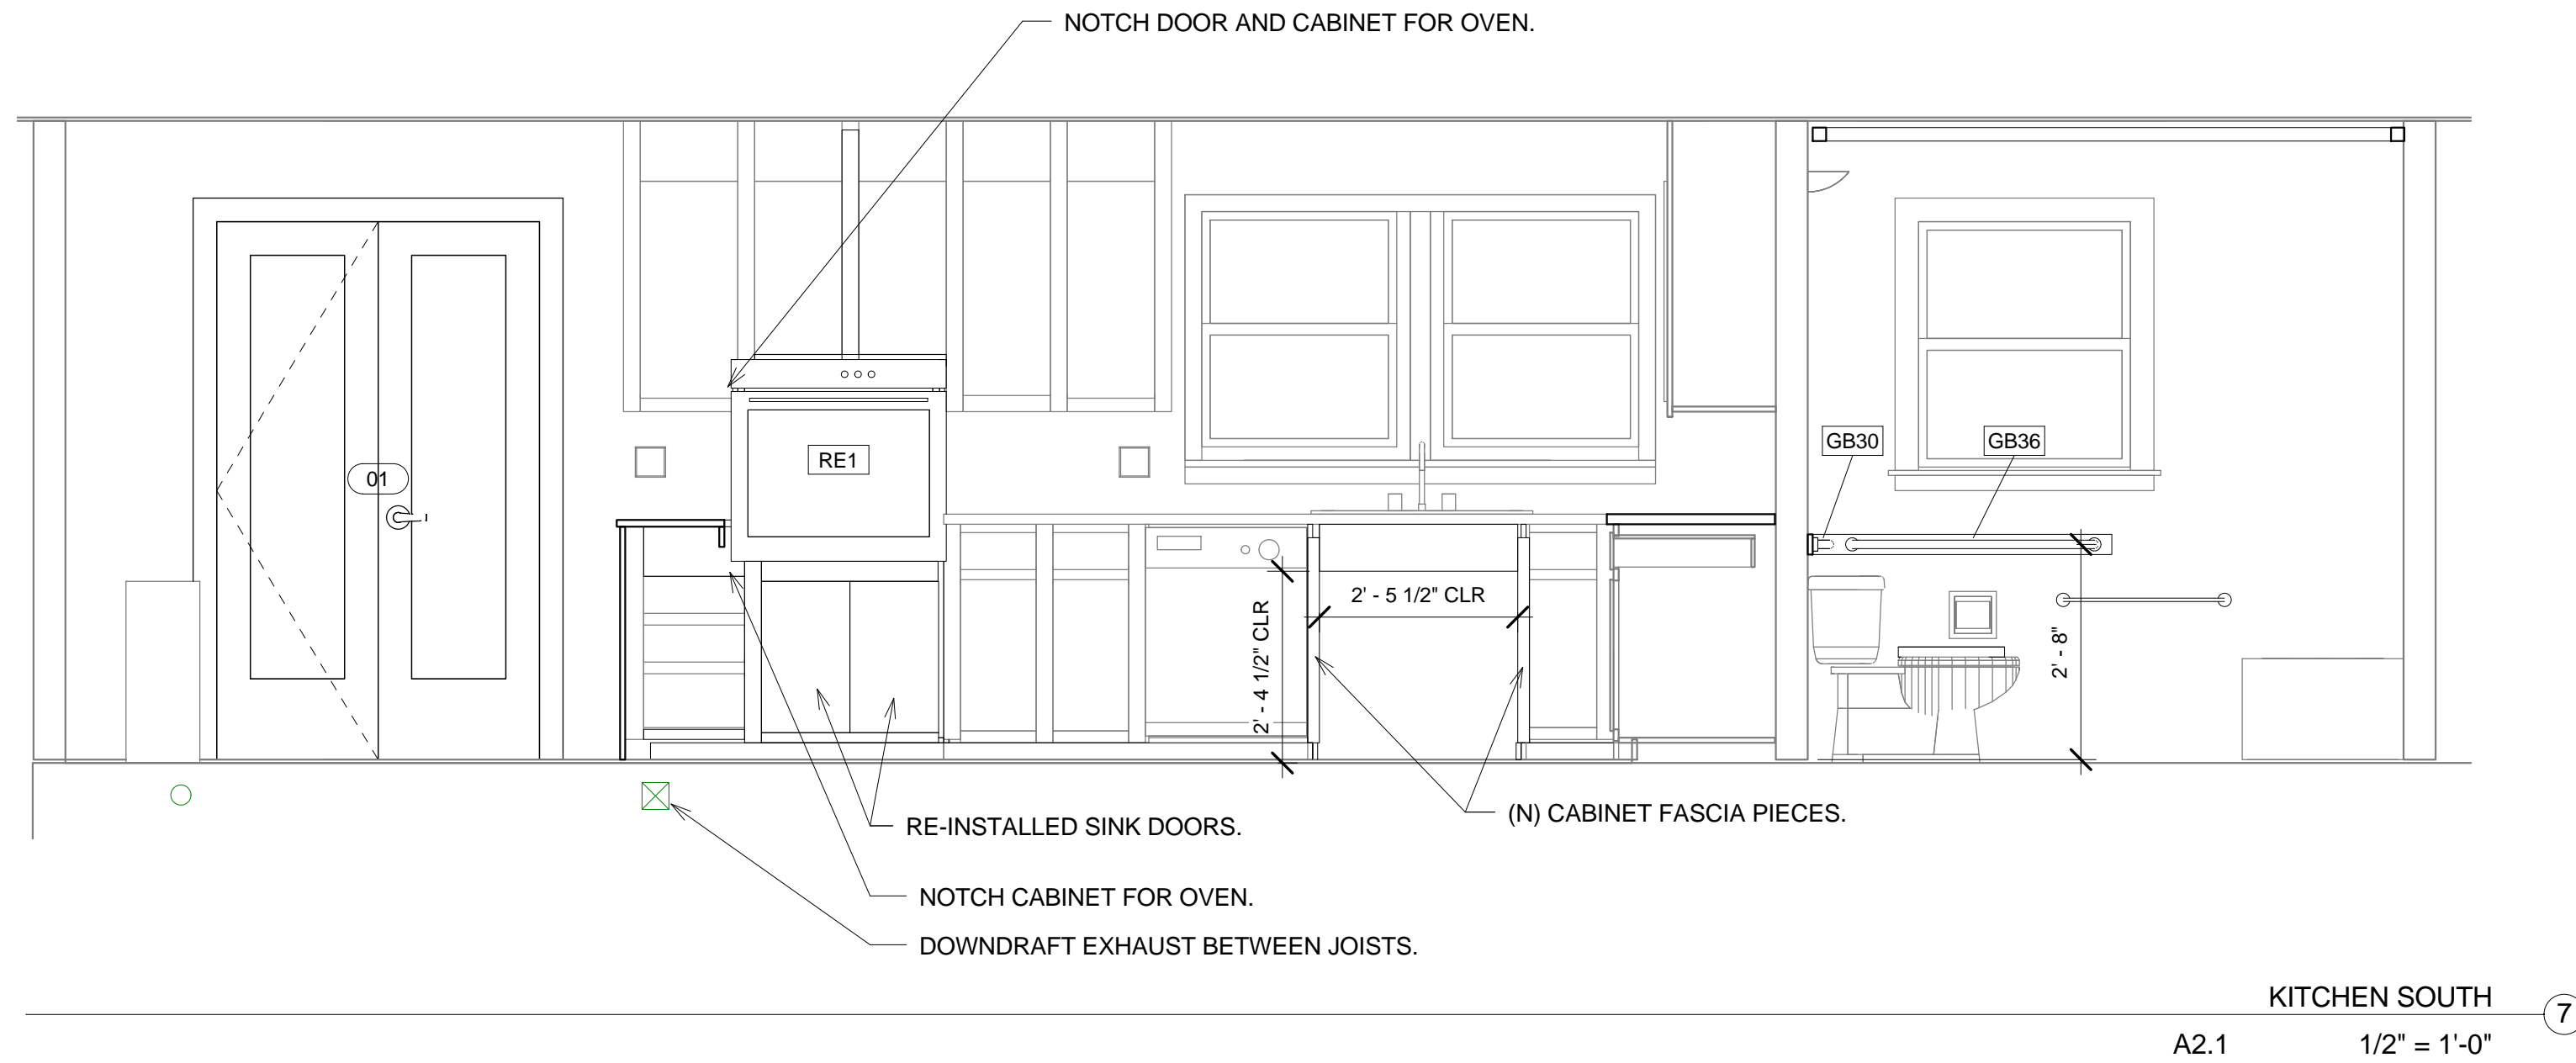 NOTCH DOOR AND CABINET FOR OVEN.
01
RE1
GB30
GB36
2' - 5 1/2" CLR
2' - 4 1/2" CLR
2' - 8"
(N) CABINET FASCIA PIECES.
RE-INSTALLED SINK DOORS.
NOTCH CABINET FOR OVEN.
DOWNDRAFT EXHAUST BETWEEN JOISTS.
KITCHEN SOUTH
7
A2.1
1/2" = 1'-0"